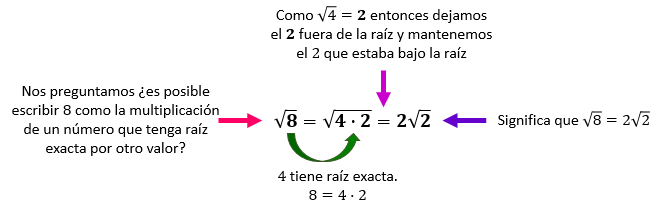 Como √4 = 2 entonces dejamos
el 2 fuera de la raíz y mantenemos
el 2 que estaba bajo la raíz
Nos preguntamos ¿es posible
escribir 8 como la multiplicación
de un número que tenga raíz
exacta por otro valor?
√8 = √4 · 2 = 2√2
Significa que √8 = 2√2
4 tiene raíz exacta.
8 = 4 · 2